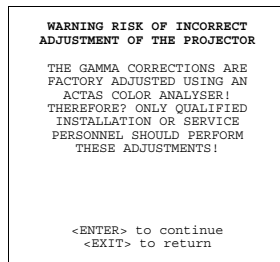 WARNING RISK OF INCORRECT
ADJUSTMENT OF THE PROJECTOR
THE GAMMA CORRECTIONS ARE
FACTORY ADJUSTED USING AN
ACTAS COLOR ANALYSER!
THEREFORE? ONLY QUALIFIED
INSTALLATION OR SERVICE
PERSONNEL SHOULD PERFORM
THESE ADJUSTMENTS!
<ENTER> to continue
<EXIT> to return